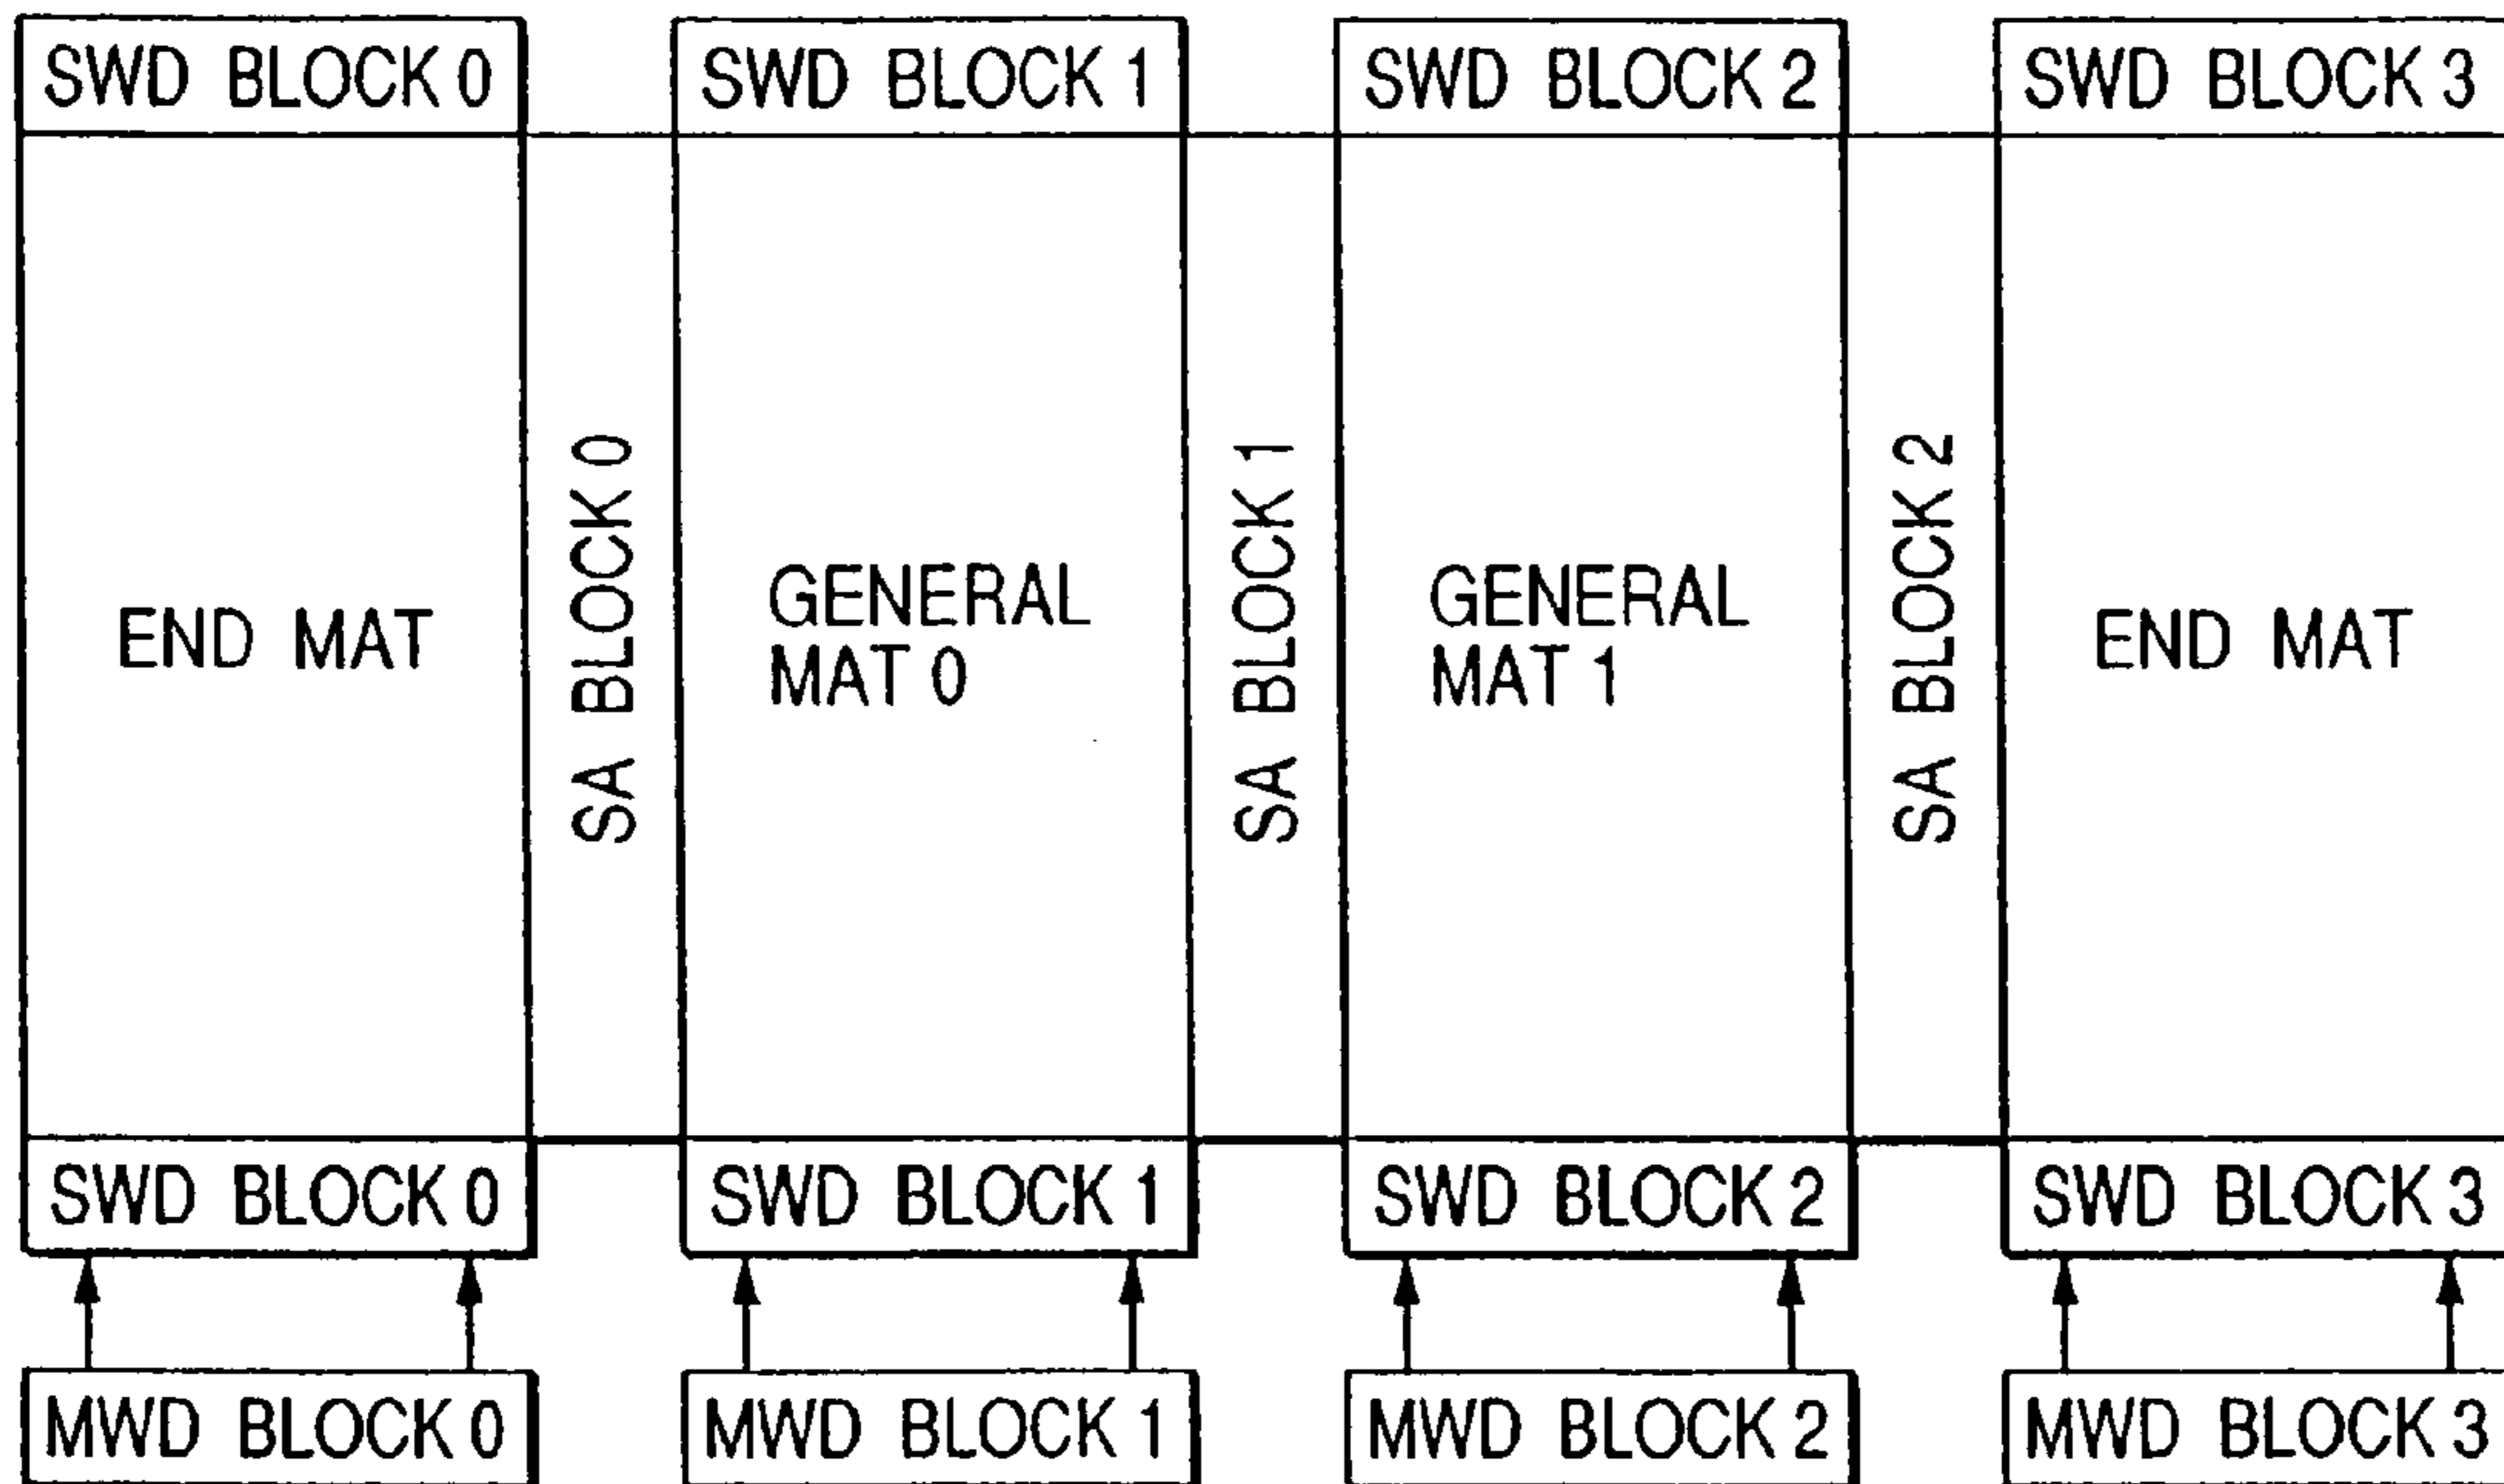 SWD BLOCK 0
SWD BLOCK 1
SWD BLOCK 2
SWD BLOCK 3
END MAT
SA BLOCK 0
GENERAL
MAT 0
SA BLOCK 1
GENERAL
MAT 1
SA BLOCK 2
END MAT
SWD BLOCK 0
SWD BLOCK 1
SWD BLOCK 2
SWD BLOCK 3
MWD BLOCK 0
MWD BLOCK 1
MWD BLOCK 2
MWD BLOCK 3